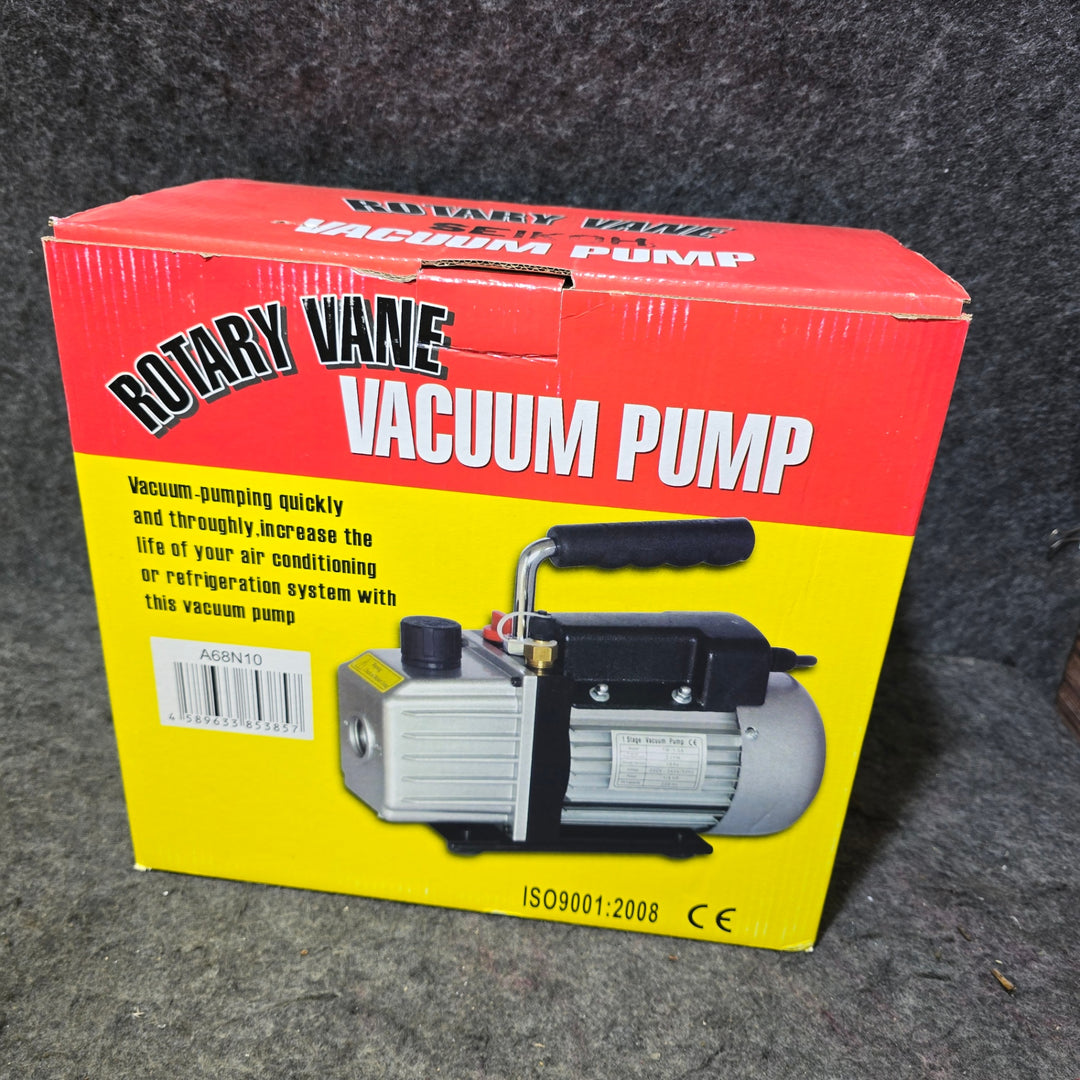 ROTARY VANE
SEIKOH
VACUUM PUMP
ROTARY VANE
VACUUM PUMP
Vacuum-pumping quickly
and throughly,increase the
life of your air conditioning
or refrigeration system with
this vacuum pump
A68N10
4 589633 853857
1 Stage Vacuum Pump CE
ISO9001:2008 CE